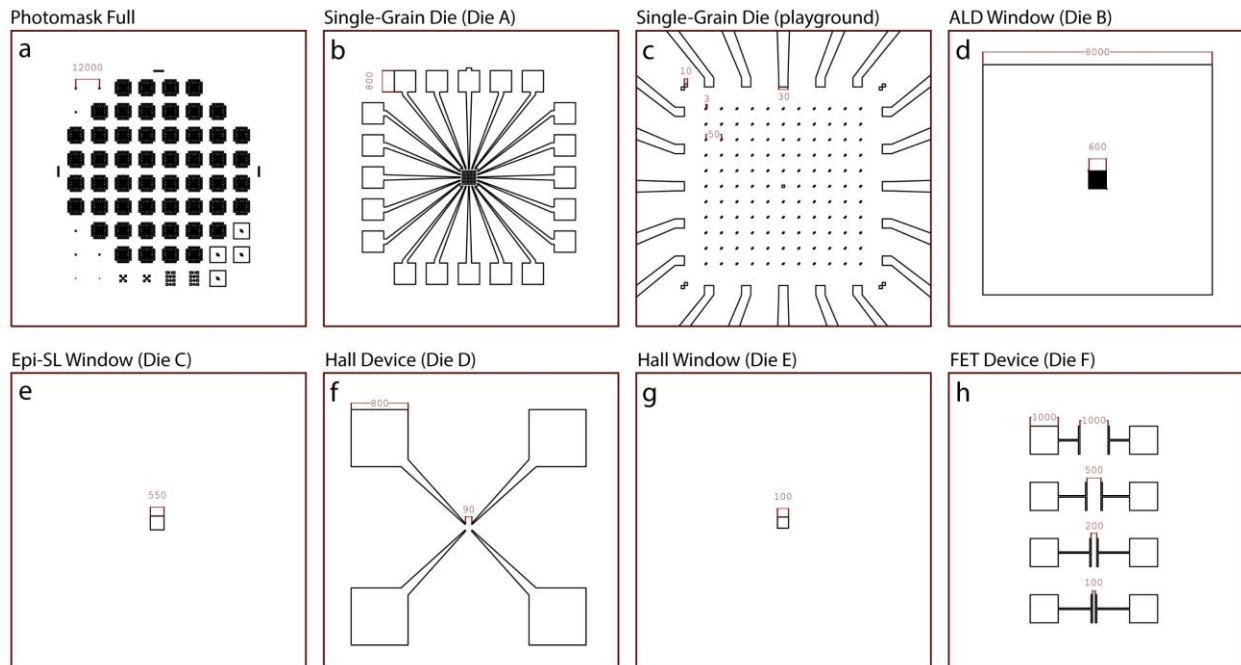 Photomask Full
Single-Grain Die (Die A)
Single-Grain Die (playground)
ALD Window (Die B)
a
12000
b
800
c
10
3
30
50
d
8000
600
Epi-SL Window (Die C)
Hall Device (Die D)
Hall Window (Die E)
FET Device (Die F)
e
550
f
800
90
g
100
h
1000
1000
500
200
100